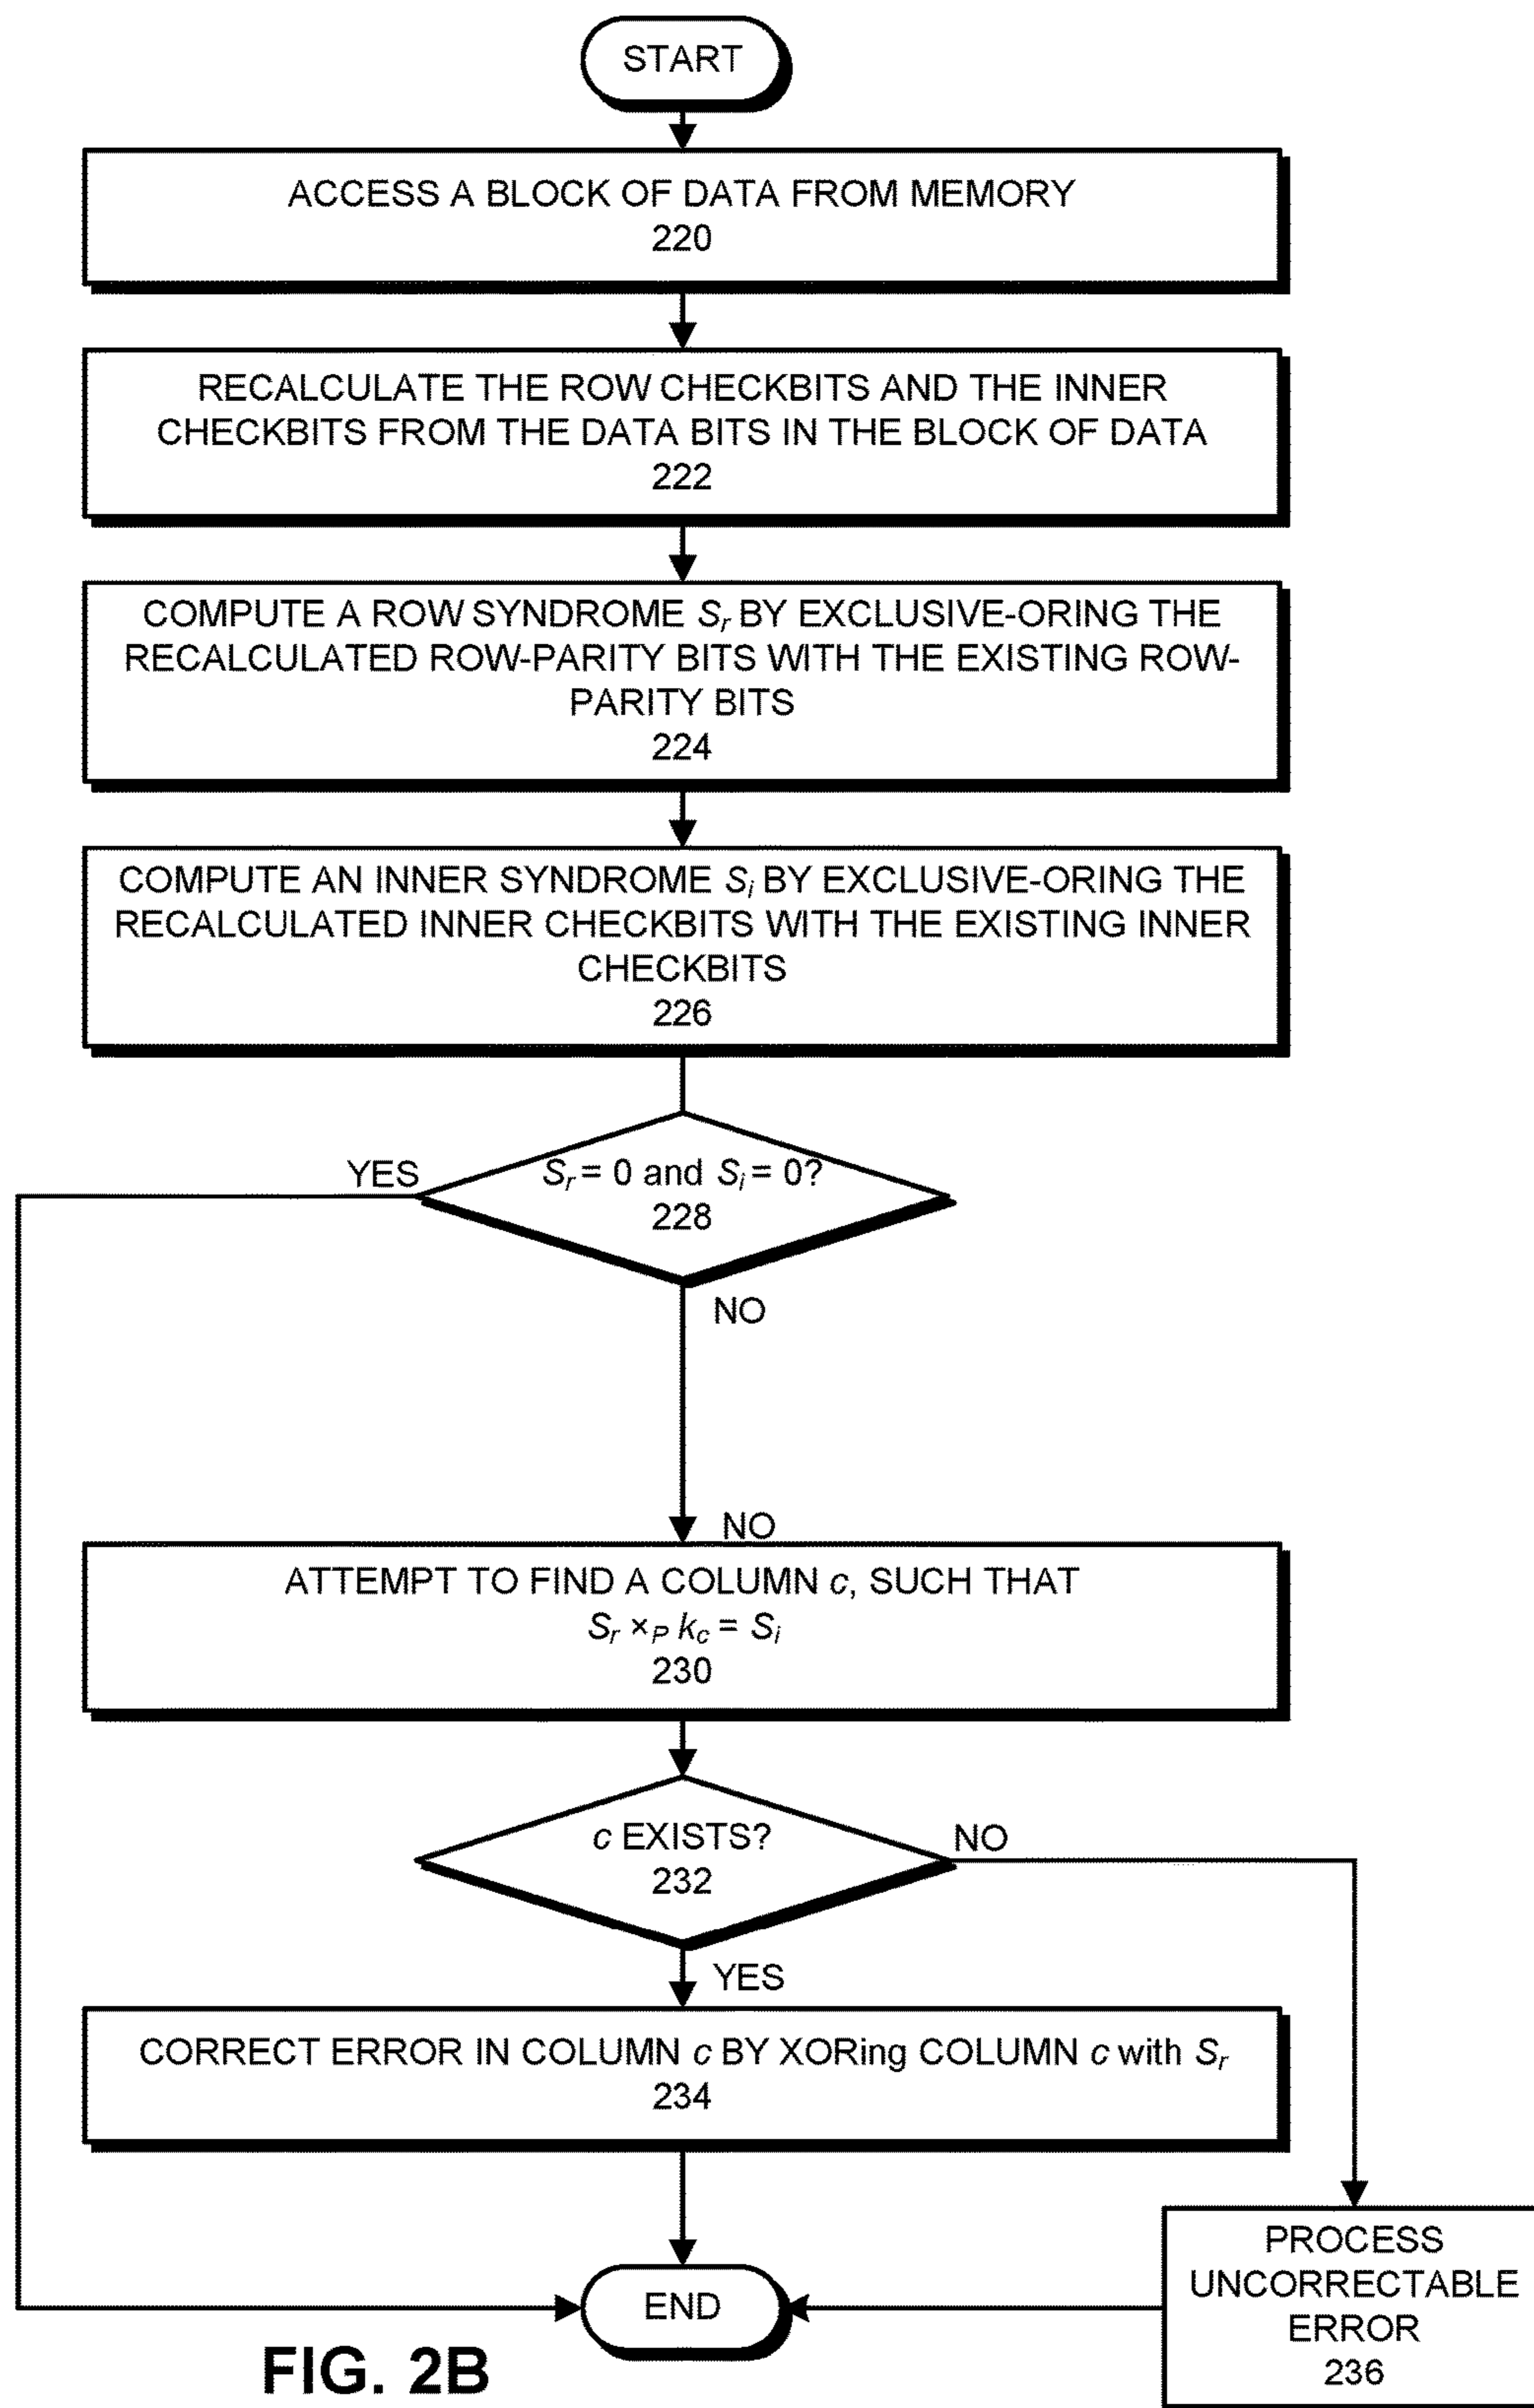 START
ACCESS A BLOCK OF DATA FROM MEMORY
220
RECALCULATE THE ROW CHECKBITS AND THE INNER
CHECKBITS FROM THE DATA BITS IN THE BLOCK OF DATA
222
COMPUTE A ROW SYNDROME Sr BY EXCLUSIVE-ORING THE
RECALCULATED ROW-PARITY BITS WITH THE EXISTING ROW-
PARITY BITS
224
COMPUTE AN INNER SYNDROME Si BY EXCLUSIVE-ORING THE
RECALCULATED INNER CHECKBITS WITH THE EXISTING INNER
CHECKBITS
226
YES
Sr = 0 and Si = 0?
228
NO
NO
ATTEMPT TO FIND A COLUMN c, SUCH THAT
Sr ×P kc = Si
230
c EXISTS?
232
NO
YES
CORRECT ERROR IN COLUMN c BY XORing COLUMN c with Sr
234
END
PROCESS
UNCORRECTABLE
ERROR
236
FIG. 2B